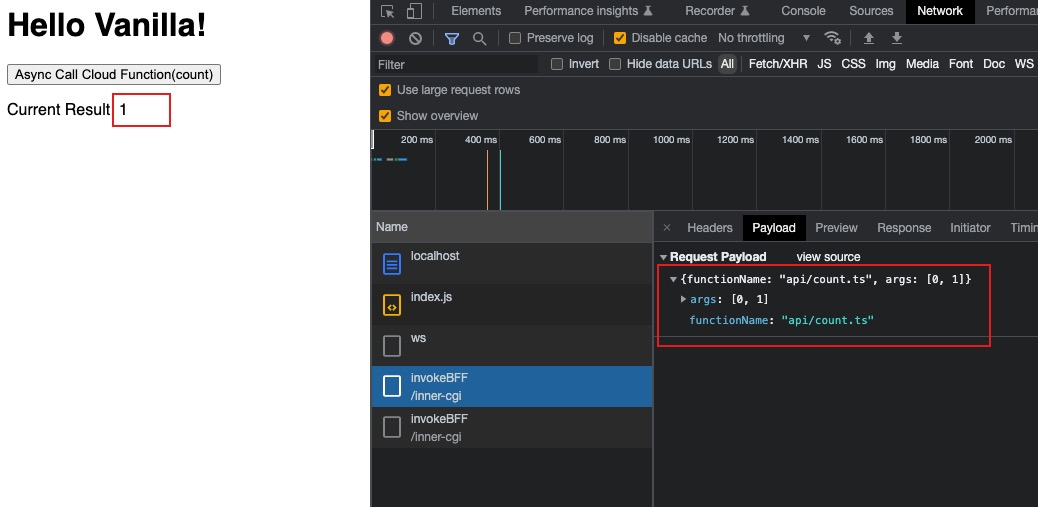 Hello Vanilla!
Async Call Cloud Function(count)
Current Result 1
Elements Performance insights Recorder Console Sources Network Performa
Preserve log Disable cache No throttling
Filter Invert Hide data URLs All Fetch/XHR JS CSS Img Media Font Doc WS
Use large request rows
Show overview
200 ms 400 ms 600 ms 800 ms 1000 ms 1200 ms 1400 ms 1600 ms 1800 ms 2000 ms
Name
localhost
index.js
ws
invokeBFF
/inner-cgi
invokeBFF
/inner-cgi
× Headers Payload Preview Response Initiator Timin
Request Payload view source
{functionName: "api/count.ts", args: [0, 1]}
args: [0, 1]
functionName: "api/count.ts"